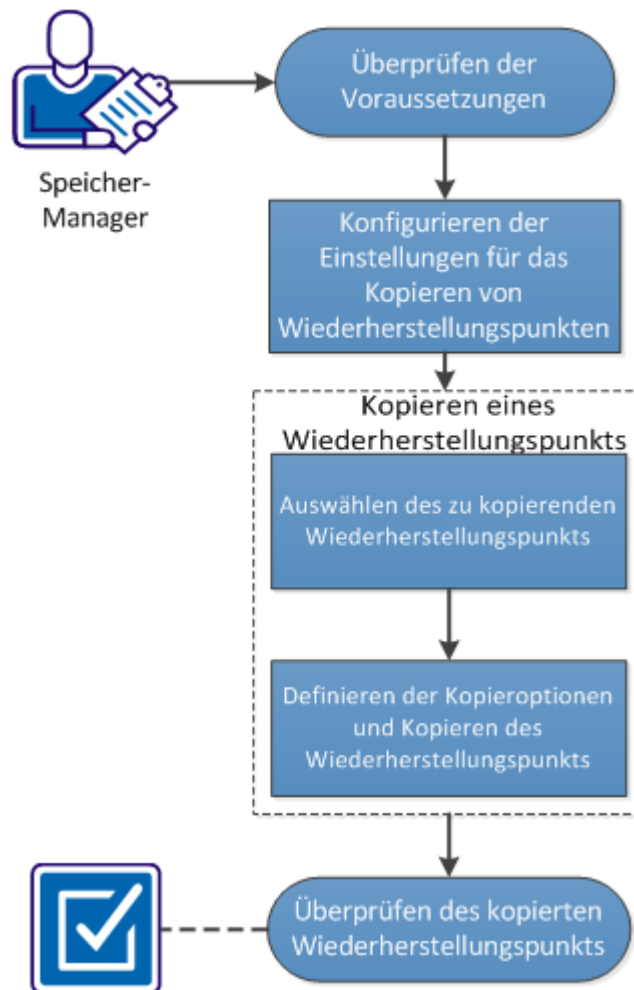 Überprüfen der
Voraussetzungen
Speicher-
Manager
Konfigurieren der
Einstellungen für das
Kopieren von
Wiederherstellungspunkten
Kopieren eines
Wiederherstellungspunkts
Auswählen des zu kopierenden
Wiederherstellungspunkts
Definieren der Kopieroptionen
und Kopieren des
Wiederherstellungspunkts
Überprüfen des kopierten
Wiederherstellungspunkts